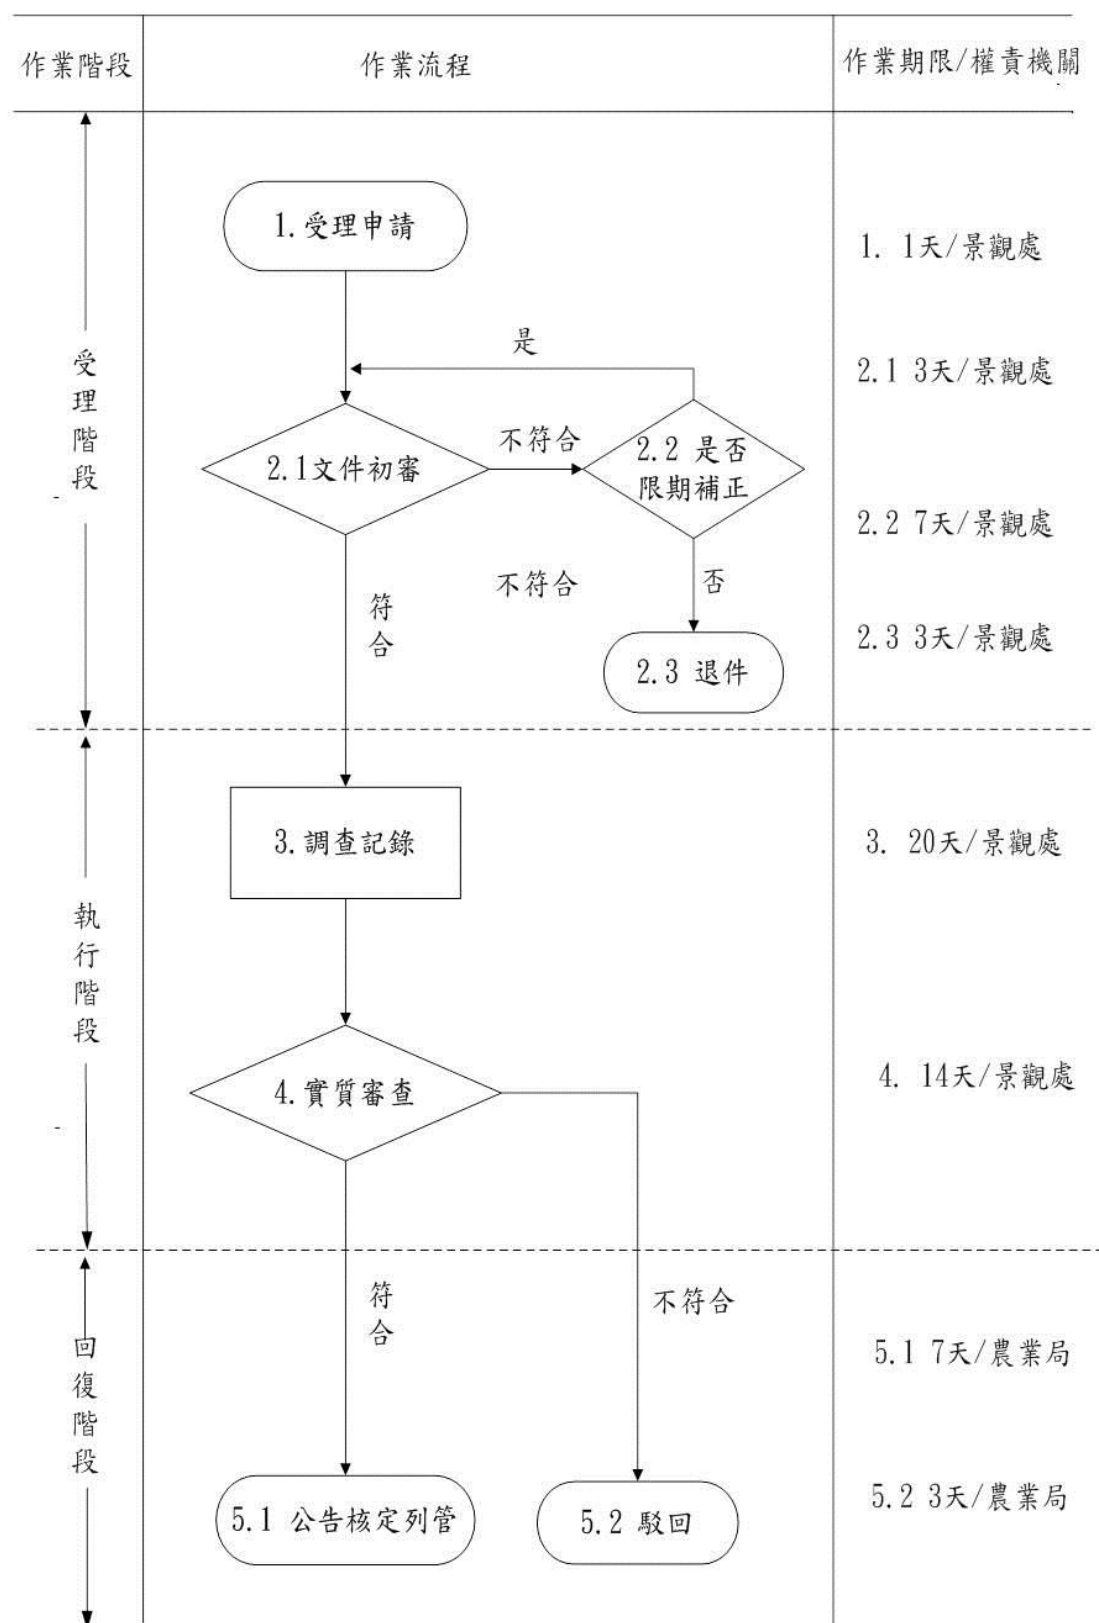 作業階段
作業流程
作業期限/權責機關
受理階段
1.受理申請
1. 1天/景觀處
是
2.1 3天/景觀處
2.1文件初審
不符合
2.2 是否
限期補正
2.2 7天/景觀處
符合
不符合
否
2.3 退件
2.3 3天/景觀處
執行階段
3.調查記錄
3. 20天/景觀處
4.實質審查
4. 14天/景觀處
回復階段
符合
不符合
5.1 7天/農業局
5.1 公告核定列管
5.2 駁回
5.2 3天/農業局